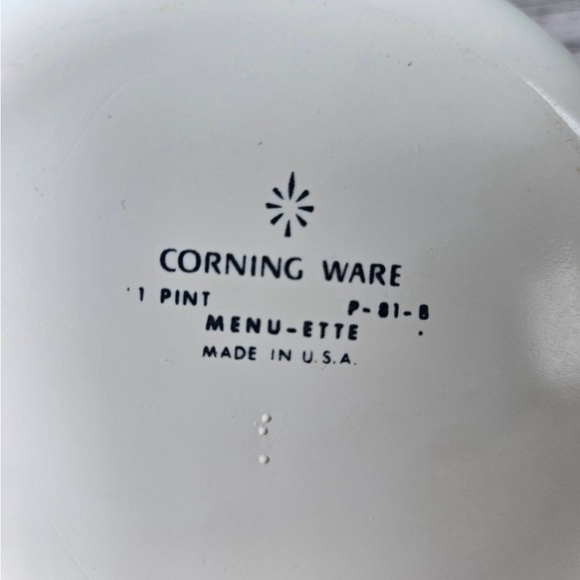 CORNING WARE
1 PINT P-81-B
MENU-ETTE
MADE IN U.S.A.